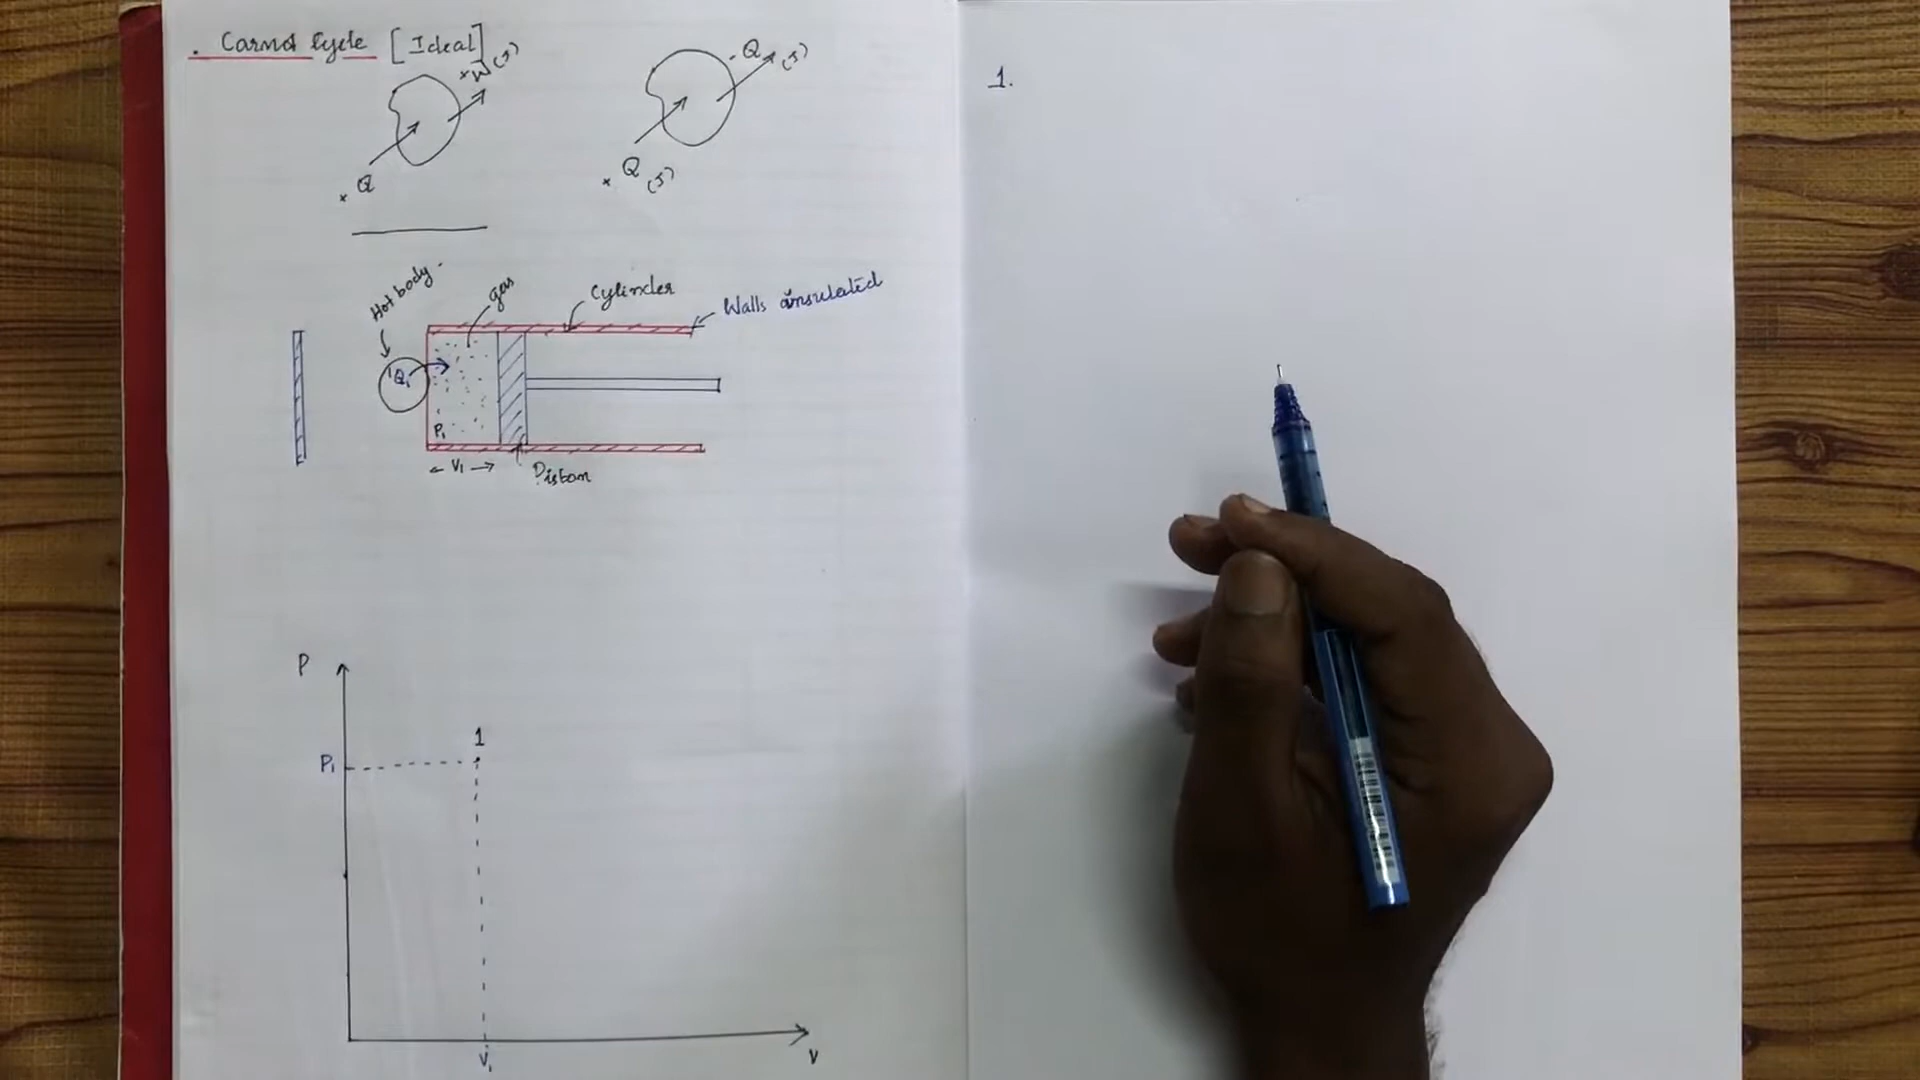 . Carnot Cycle [Ideal]
+W (J)
+ Q
- Q (J)
+ Q (J)
1.
Hot body
gas
Cylinder
Walls insulated
Q1
P1
← V1 →
Piston
P
P1
1
V1
V